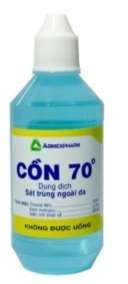 AGIMEXPHARM
CỒN 70°
Dung dịch
Sát trùng ngoài da
KHÔNG ĐƯỢC UỐNG